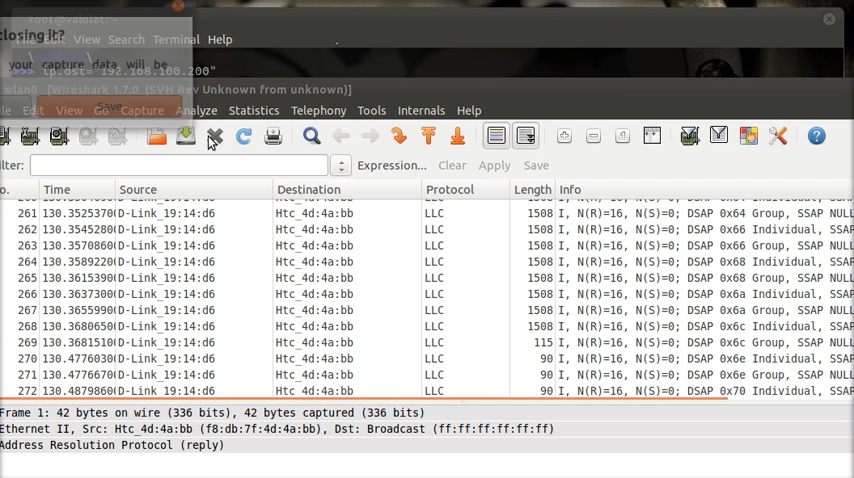 root@valolat: ~
closing it?
File Edit View Search Terminal Help
your capture data will be
>>> ip.dst="192.168.100.200"
wlan0 [Wireshark 1.7.0 (SVN Rev Unknown from unknown)]
Save
Edit View Go Capture Analyze Statistics Telephony Tools Internals Help
ilter: Expression... Clear Apply Save
o. Time Source Destination Protocol Length Info
261 130.3525370( D-Link_19:14:d6 Htc_4d:4a:bb LLC 1508 I, N(R)=16, N(S)=0; DSAP 0x64 Group, SSAP NULL
262 130.3545280( D-Link_19:14:d6 Htc_4d:4a:bb LLC 1508 I, N(R)=16, N(S)=0; DSAP 0x66 Individual, SSA
263 130.3570860( D-Link_19:14:d6 Htc_4d:4a:bb LLC 1508 I, N(R)=16, N(S)=0; DSAP 0x66 Group, SSAP NULL
264 130.3589220( D-Link_19:14:d6 Htc_4d:4a:bb LLC 1508 I, N(R)=16, N(S)=0; DSAP 0x68 Individual, SSA
265 130.3615390( D-Link_19:14:d6 Htc_4d:4a:bb LLC 1508 I, N(R)=16, N(S)=0; DSAP 0x68 Group, SSAP NULL
266 130.3637300( D-Link_19:14:d6 Htc_4d:4a:bb LLC 1508 I, N(R)=16, N(S)=0; DSAP 0x6a Individual, SSA
267 130.3655990( D-Link_19:14:d6 Htc_4d:4a:bb LLC 1508 I, N(R)=16, N(S)=0; DSAP 0x6a Group, SSAP NULL
268 130.3680650( D-Link_19:14:d6 Htc_4d:4a:bb LLC 1508 I, N(R)=16, N(S)=0; DSAP 0x6c Individual, SSA
269 130.3681510( D-Link_19:14:d6 Htc_4d:4a:bb LLC 115 I, N(R)=16, N(S)=0; DSAP 0x6c Group, SSAP NULL
270 130.4776030( D-Link_19:14:d6 Htc_4d:4a:bb LLC 90 I, N(R)=16, N(S)=0; DSAP 0x6e Individual, SSA
271 130.4776670( D-Link_19:14:d6 Htc_4d:4a:bb LLC 90 I, N(R)=16, N(S)=0; DSAP 0x6e Group, SSAP NULL
272 130.4879860( D-Link_19:14:d6 Htc_4d:4a:bb LLC 90 I, N(R)=16, N(S)=0; DSAP 0x70 Individual, SSA
Frame 1: 42 bytes on wire (336 bits), 42 bytes captured (336 bits)
Ethernet II, Src: Htc_4d:4a:bb (f8:db:7f:4d:4a:bb), Dst: Broadcast (ff:ff:ff:ff:ff:ff)
Address Resolution Protocol (reply)